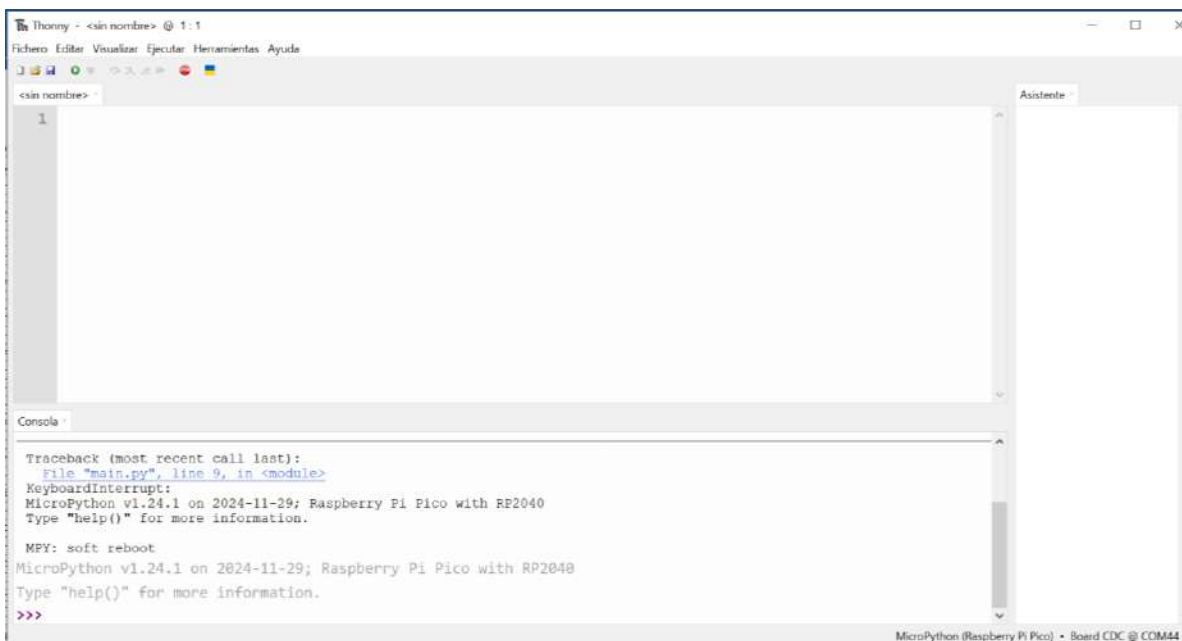 Thonny - <sin nombre> @ 1 : 1
Fichero Editar Visualizar Ejecutar Herramientas Ayuda
<sin nombre>
Asistente
1
Consola
Traceback (most recent call last):
File "main.py", line 9, in <module>
KeyboardInterrupt:
MicroPython v1.24.1 on 2024-11-29; Raspberry Pi Pico with RP2040
Type "help()" for more information.
MPY: soft reboot
MicroPython v1.24.1 on 2024-11-29; Raspberry Pi Pico with RP2040
Type "help()" for more information.
>>>
MicroPython (Raspberry Pi Pico) • Board CDC @ COM44